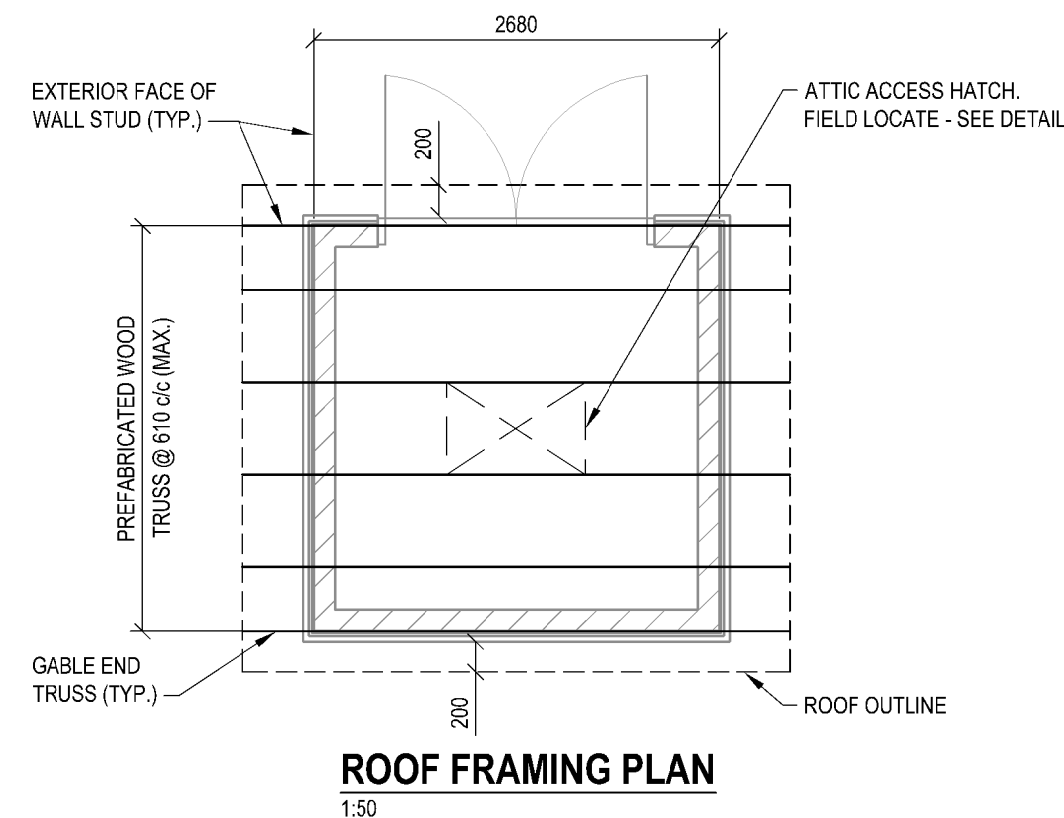 2680
EXTERIOR FACE OF
WALL STUD (TYP.)
ATTIC ACCESS HATCH.
FIELD LOCATE - SEE DETAIL
200
PREFABRICATED WOOD
TRUSS @ 610 c/c (MAX.)
GABLE END
TRUSS (TYP.)
200
ROOF OUTLINE
ROOF FRAMING PLAN
1:50